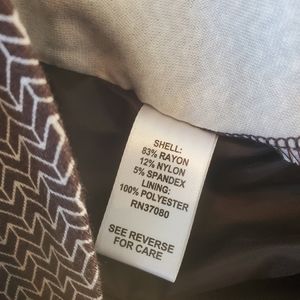 SHELL:
83% RAYON
12% NYLON
5% SPANDEX
LINING:
100% POLYESTER
RN37080
SEE REVERSE
FOR CARE